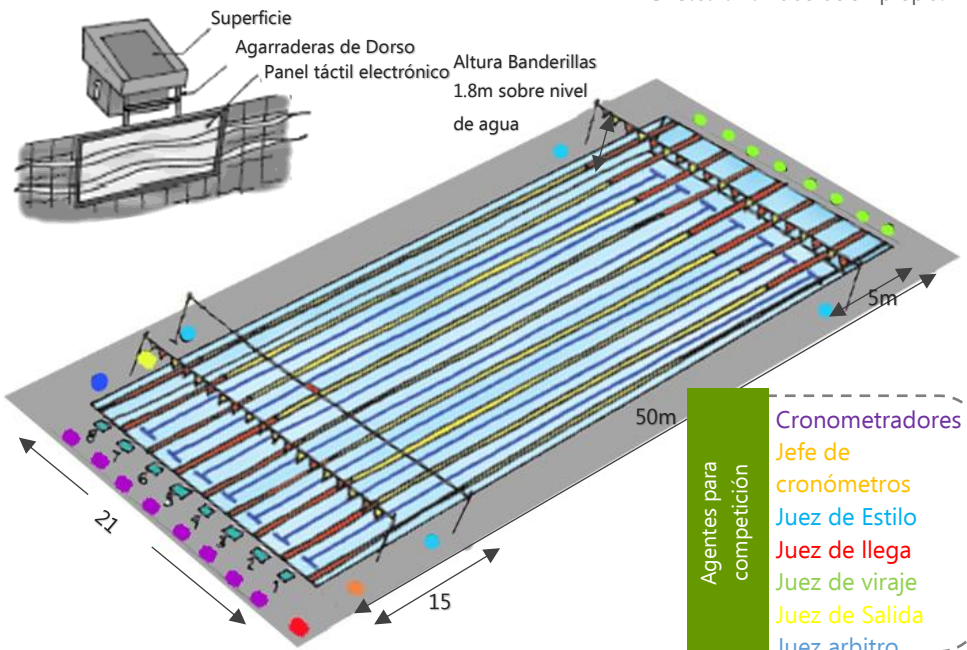 Superficie
Agarraderas de Dorso
Panel táctil electrónico
Altura Banderillas
1.8m sobre nivel
de agua
5m
50m
15
21
8
7
6
5
4
3
2
1
Agentes para
competición
Cronometradores
Jefe de
cronómetros
Juez de Estilo
Juez de llega
Juez de viraje
Juez de Salida
Juez arbitro